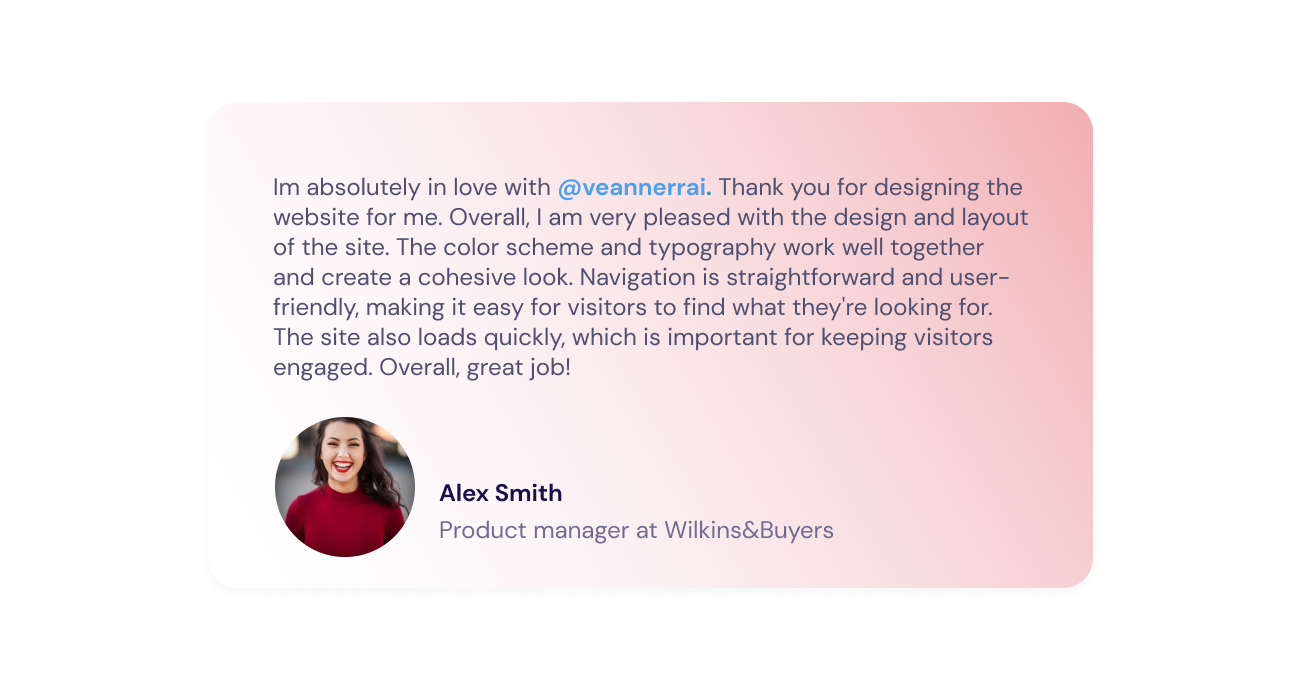 Im absolutely in love with @veannerrai. Thank you for designing the
website for me. Overall, I am very pleased with the design and layout
of the site. The color scheme and typography work well together
and create a cohesive look. Navigation is straightforward and user-
friendly, making it easy for visitors to find what they're looking for.
The site also loads quickly, which is important for keeping visitors
engaged. Overall, great job!
Alex Smith
Product manager at Wilkins&Buyers